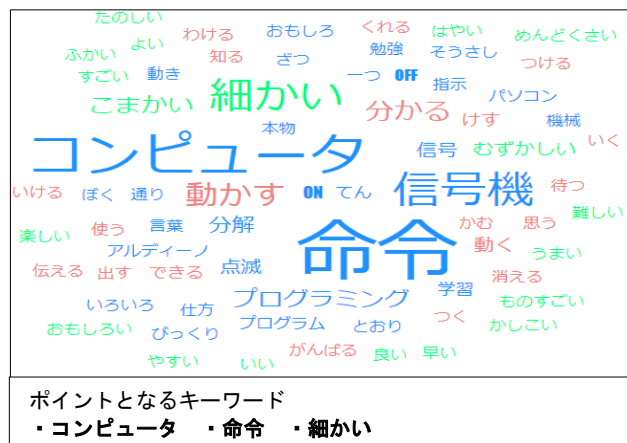 たのしい
わける おもしろ くれる はやい めんどくさい
ふかい よい 知る ざつ 勉強 そうさし つける
すごい 動き 一つ OFF 指示 パソコン
こまかい 細かい 分かる けす 機械
コンピュータ 本物 信号 むずかしい いく
いける ぼく 通り 動かす ON てん 信号機 待つ
楽しい 使う 言葉 分解 命令 かむ 思う 難しい
アルディーノ 動く うまい
伝える 出す できる 点滅 消える
いろいろ 仕方 プログラミング 学習 ものすごい
おもしろい びっくり プログラム とおり つく かしこい
やすい いい がんばる 良い 早い
ポイントとなるキーワード
・コンピュータ ・命令 ・細かい